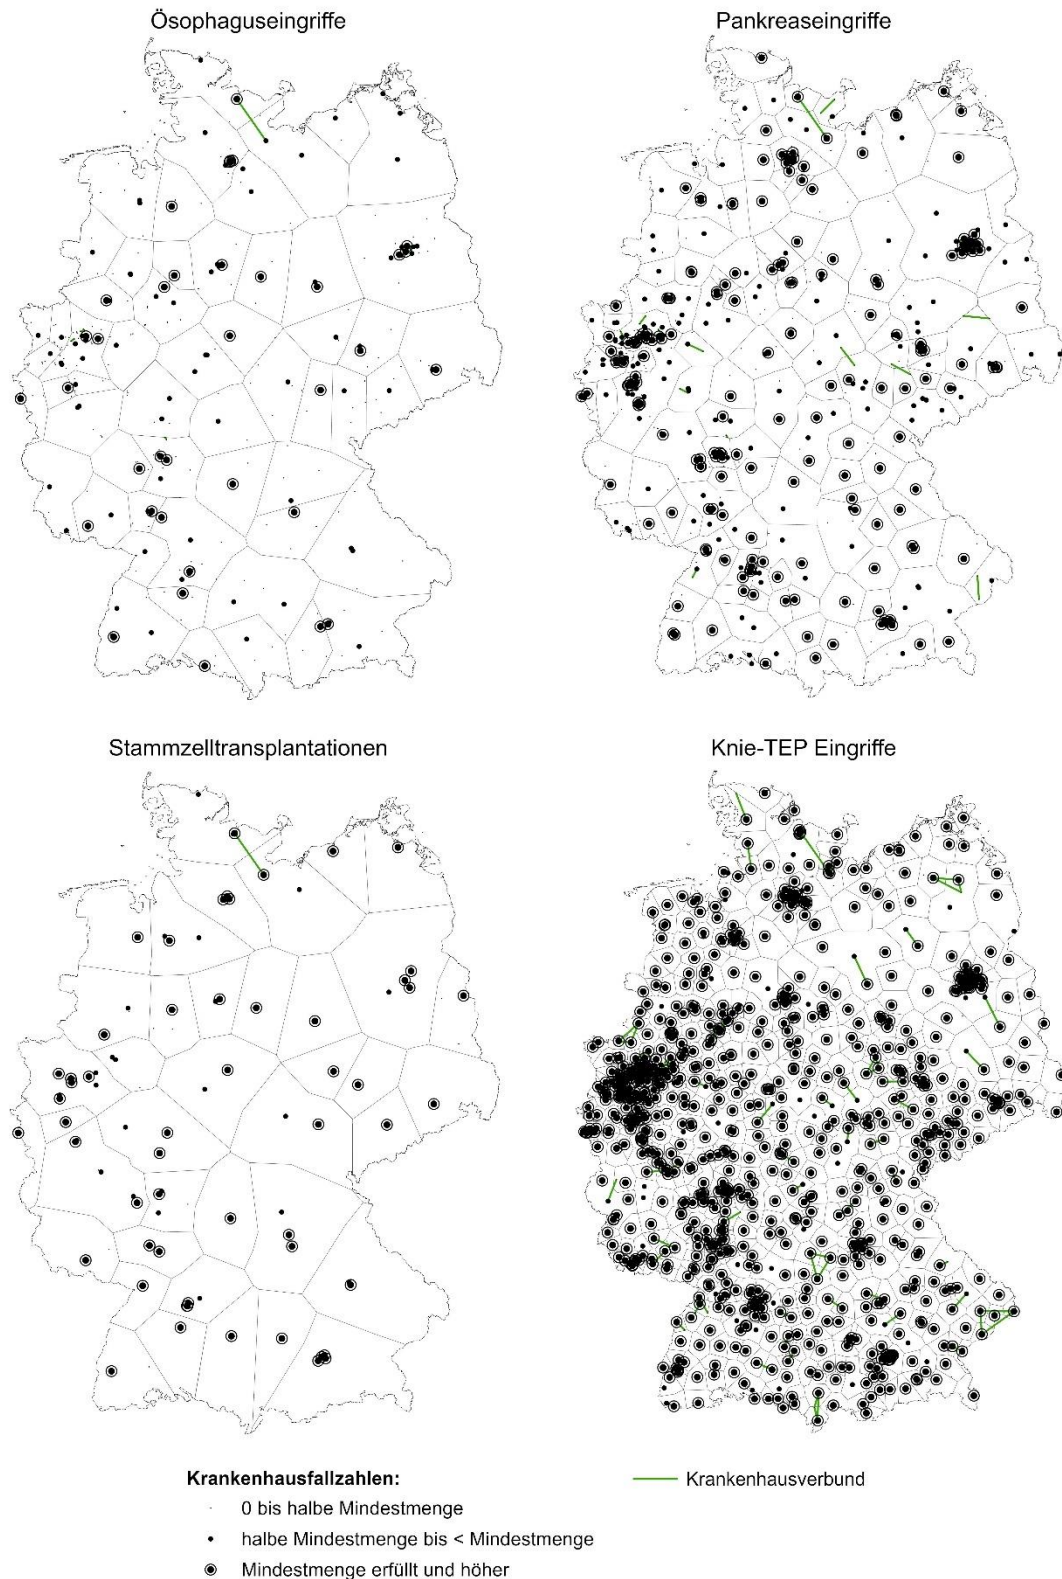 Ösophaguseingriffe
Pankreaseingriffe
Stammzelltransplantationen
Knie-TEP Eingriffe
Krankenhausfallzahlen:
0 bis halbe Mindestmenge
halbe Mindestmenge bis < Mindestmenge
Mindestmenge erfüllt und höher
Krankenhausverbund